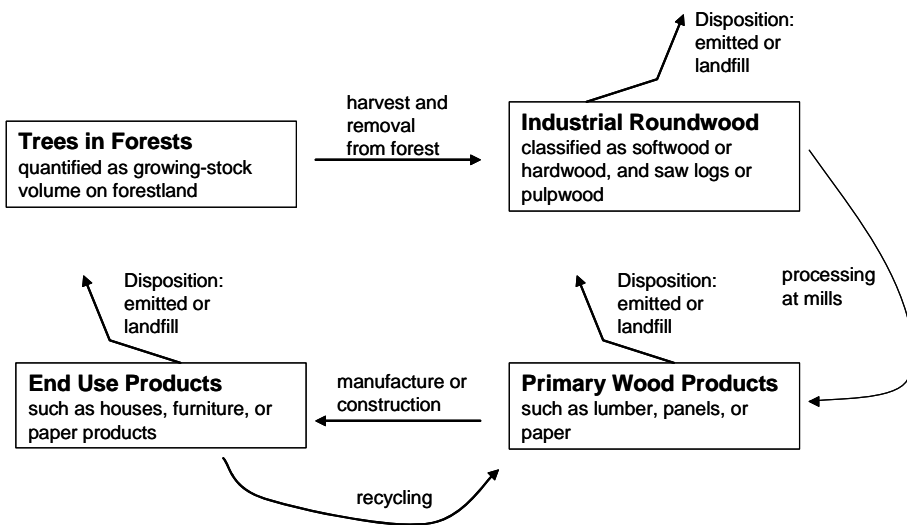 Disposition:
emitted or
landfill
harvest and
removal
from forest
Trees in Forests
quantified as growing-stock
volume on forestland
Industrial Roundwood
classified as softwood or
hardwood, and saw logs or
pulpwood
Disposition:
emitted or
landfill
Disposition:
emitted or
landfill
processing
at mills
End Use Products
such as houses, furniture, or
paper products
manufacture or
construction
Primary Wood Products
such as lumber, panels, or
paper
recycling